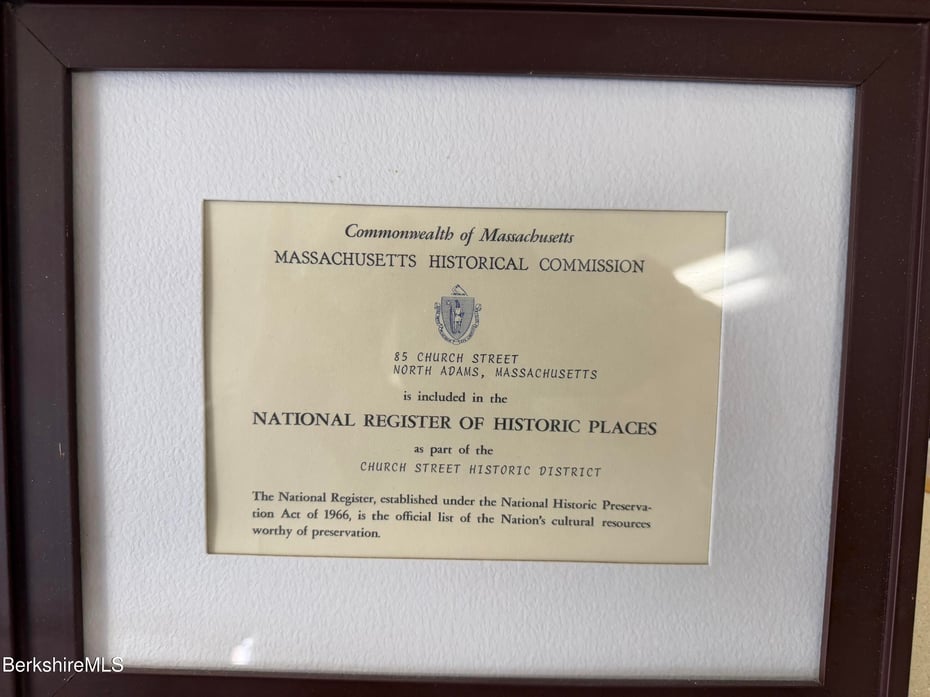 Commonwealth of Massachusetts
MASSACHUSETTS HISTORICAL COMMISSION
85 CHURCH STREET
NORTH ADAMS, MASSACHUSETTS
is included in the
NATIONAL REGISTER OF HISTORIC PLACES
as part of the
CHURCH STREET HISTORIC DISTRICT
The National Register, established under the National Historic Preserva-
tion Act of 1966, is the official list of the Nation's cultural resources
worthy of preservation.
BerkshireMLS